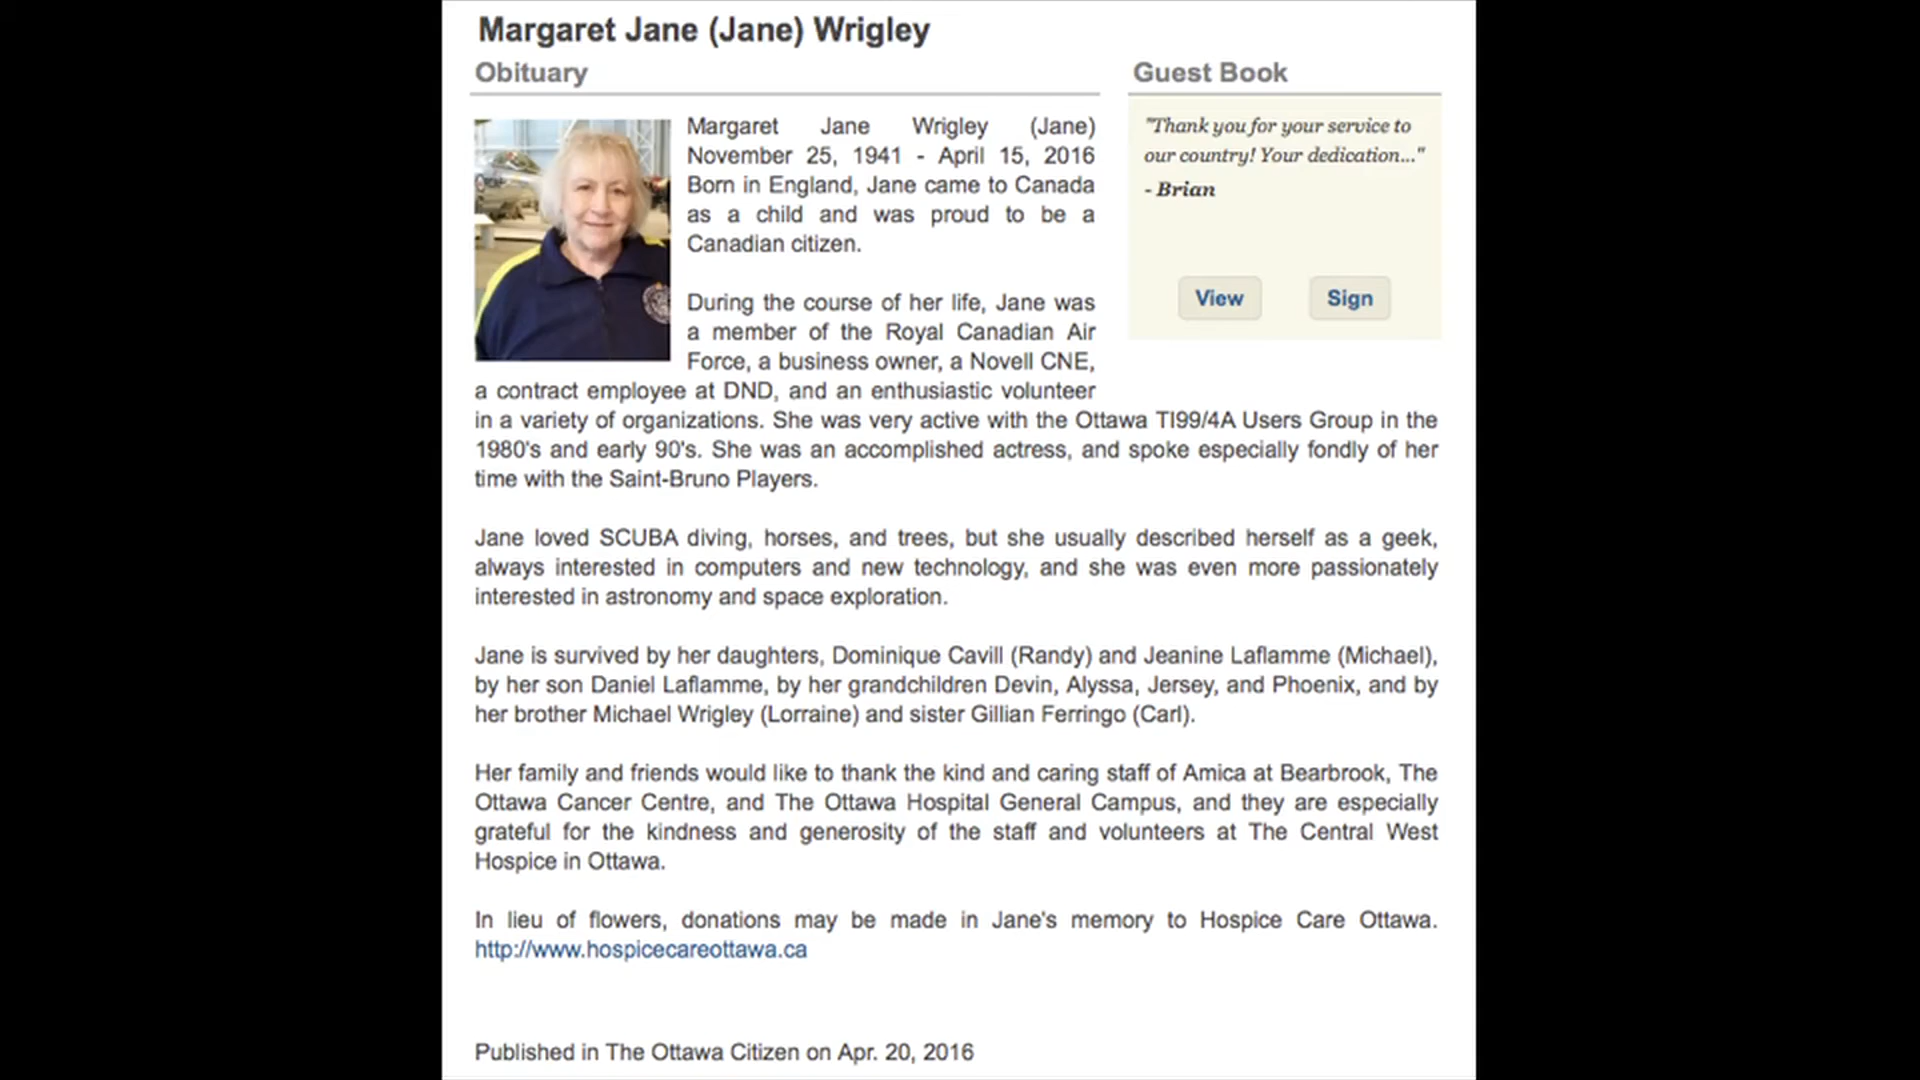 Margaret Jane (Jane) Wrigley
Obituary
Margaret Jane Wrigley (Jane)
November 25, 1941 - April 15, 2016
Born in England, Jane came to Canada
as a child and was proud to be a
Canadian citizen.
During the course of her life, Jane was
a member of the Royal Canadian Air
Force, a business owner, a Novell CNE,
a contract employee at DND, and an enthusiastic volunteer
in a variety of organizations. She was very active with the Ottawa TI99/4A Users Group in the
1980's and early 90's. She was an accomplished actress, and spoke especially fondly of her
time with the Saint-Bruno Players.
Jane loved SCUBA diving, horses, and trees, but she usually described herself as a geek,
always interested in computers and new technology, and she was even more passionately
interested in astronomy and space exploration.
Jane is survived by her daughters, Dominique Cavill (Randy) and Jeanine Laflamme (Michael),
by her son Daniel Laflamme, by her grandchildren Devin, Alyssa, Jersey, and Phoenix, and by
her brother Michael Wrigley (Lorraine) and sister Gillian Ferringo (Carl).
Her family and friends would like to thank the kind and caring staff of Amica at Bearbrook, The
Ottawa Cancer Centre, and The Ottawa Hospital General Campus, and they are especially
grateful for the kindness and generosity of the staff and volunteers at The Central West
Hospice in Ottawa.
In lieu of flowers, donations may be made in Jane's memory to Hospice Care Ottawa.
http://www.hospicecareottawa.ca
Published in The Ottawa Citizen on Apr. 20, 2016
Guest Book
"Thank you for your service to
our country! Your dedication..."
- Brian
View
Sign